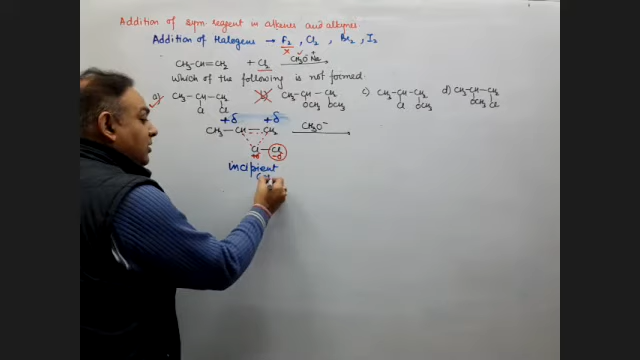 Addition of sym. reagent in alkenes and alkynes
Addition of Halogens → F2, Cl2, Br2, I2
x
CH3-CH=CH2 + Cl2 CH3O⁻Na⁺
Which of the following is not formed
a) CH3-CH-CH2 b) CH3-CH-CH2 c) CH3-CH-CH2 d) CH3-CH-CH2
Cl Cl OCH3 OCH3 Cl OCH3 OCH3 Cl
+δ +δ
CH3-CH-CH2 CH3O⁻
Cl-Cl
+δ -δ
incipient